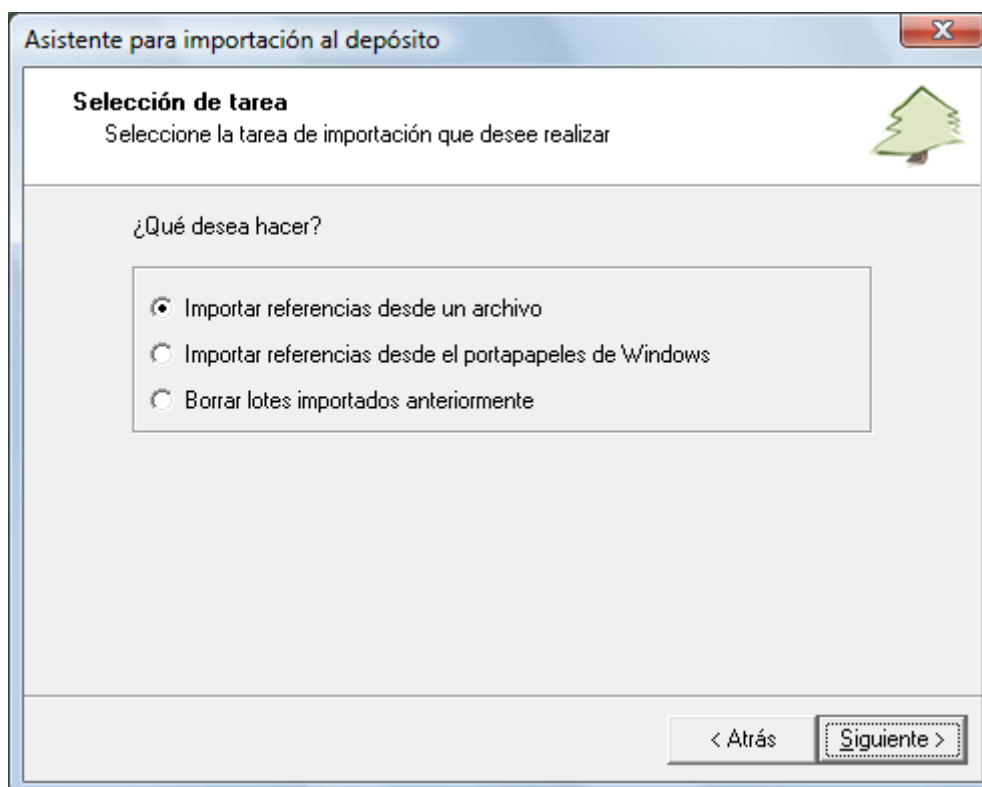 Asistente para importación al depósito
Selección de tarea
Seleccione la tarea de importación que desee realizar
¿Qué desea hacer?
Importar referencias desde un archivo
Importar referencias desde el portapapeles de Windows
Borrar lotes importados anteriormente
< Atrás
Siguiente >